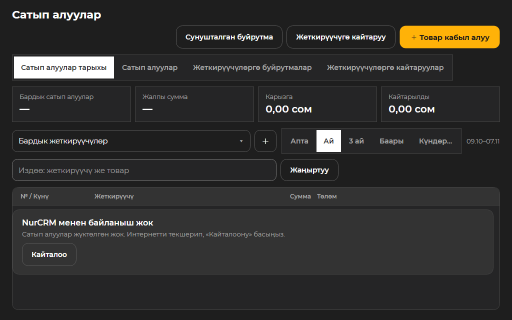 Сатып алуулар
Сунушталган буйрутма
Жеткирүүчүгө кайтаруу
+ Товар кабыл алуу
Сатып алуулар тарыхы
Сатып алуулар
Жеткирүүчүлөргө буйрутмалар
Жеткирүүчүлөргө кайтаруулар
Бардык сатып алуулар
—
Жалпы сумма
—
Карызга
0,00 сом
Кайтарылды
0,00 сом
Бардык жеткирүүчүлөр
+
Апта
Ай
3 ай
Баары
Күндөр...
09.10–07.11
Издөө: жеткирүүчү же товар
Жаңыртуу
№ / Күнү
Жеткирүүчү
Сумма
Төлөм
NurCRM менен байланыш жок
Сатып алуулар жүктөлгөн жок. Интернетти текшерип, «Кайталоону» басыңыз.
Кайталоо